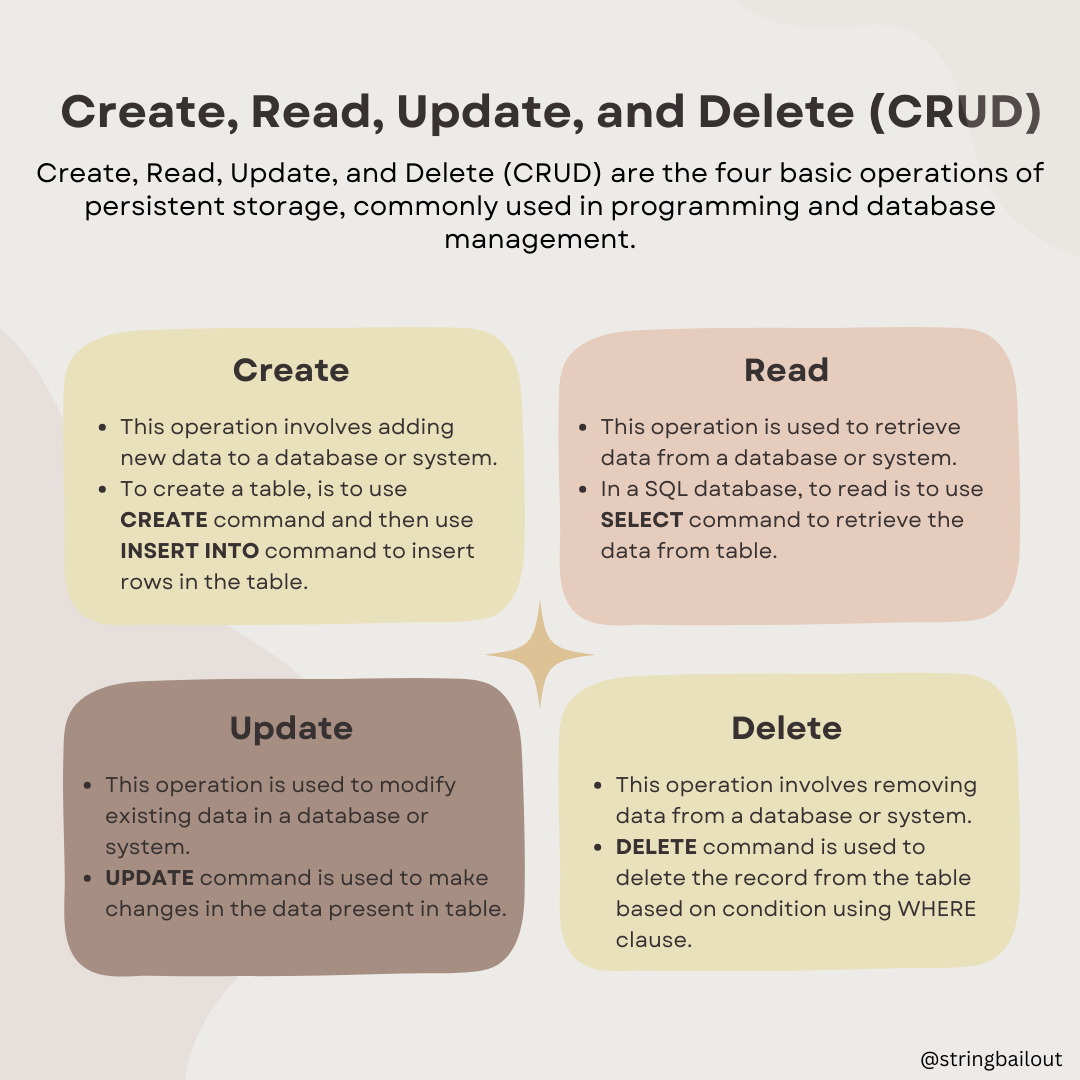 Create, Read, Update, and Delete (CRUD)
Create, Read, Update, and Delete (CRUD) are the four basic operations of
persistent storage, commonly used in programming and database
management.
Create
• This operation involves adding
new data to a database or system.
• To create a table, is to use
CREATE command and then use
INSERT INTO command to insert
rows in the table.
Read
• This operation is used to retrieve
data from a database or system.
• In a SQL database, to read is to use
SELECT command to retrieve the
data from table.
Update
• This operation is used to modify
existing data in a database or
system.
• UPDATE command is used to make
changes in the data present in table.
Delete
• This operation involves removing
data from a database or system.
• DELETE command is used to
delete the record from the table
based on condition using WHERE
clause.
@stringbailout